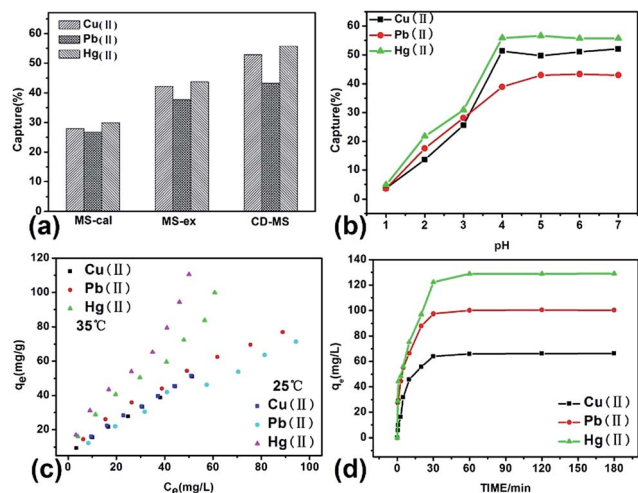 Cu(II)
Pb(II)
Hg(II)
80
70
60
50
40
30
20
10
0
Capture(%)
MS-cal
MS-ex
CD-MS
(a)
Cu(II)
Pb(II)
Hg(II)
80
70
60
50
40
30
20
10
0
Capture(%)
1
2
3
4
5
6
7
pH
(b)
Cu(II)
Pb(II)
Hg(II)
35℃
25℃
Cu(II)
Pb(II)
Hg(II)
120
100
80
60
40
20
qe(mg/g)
0
20
40
60
80
100
Ce(mg/L)
(c)
140
120
100
80
60
40
20
0
-20
qe(mg/L)
Cu(II)
Pb(II)
Hg(II)
0
30
60
90
120
150
180
TIME/min
(d)